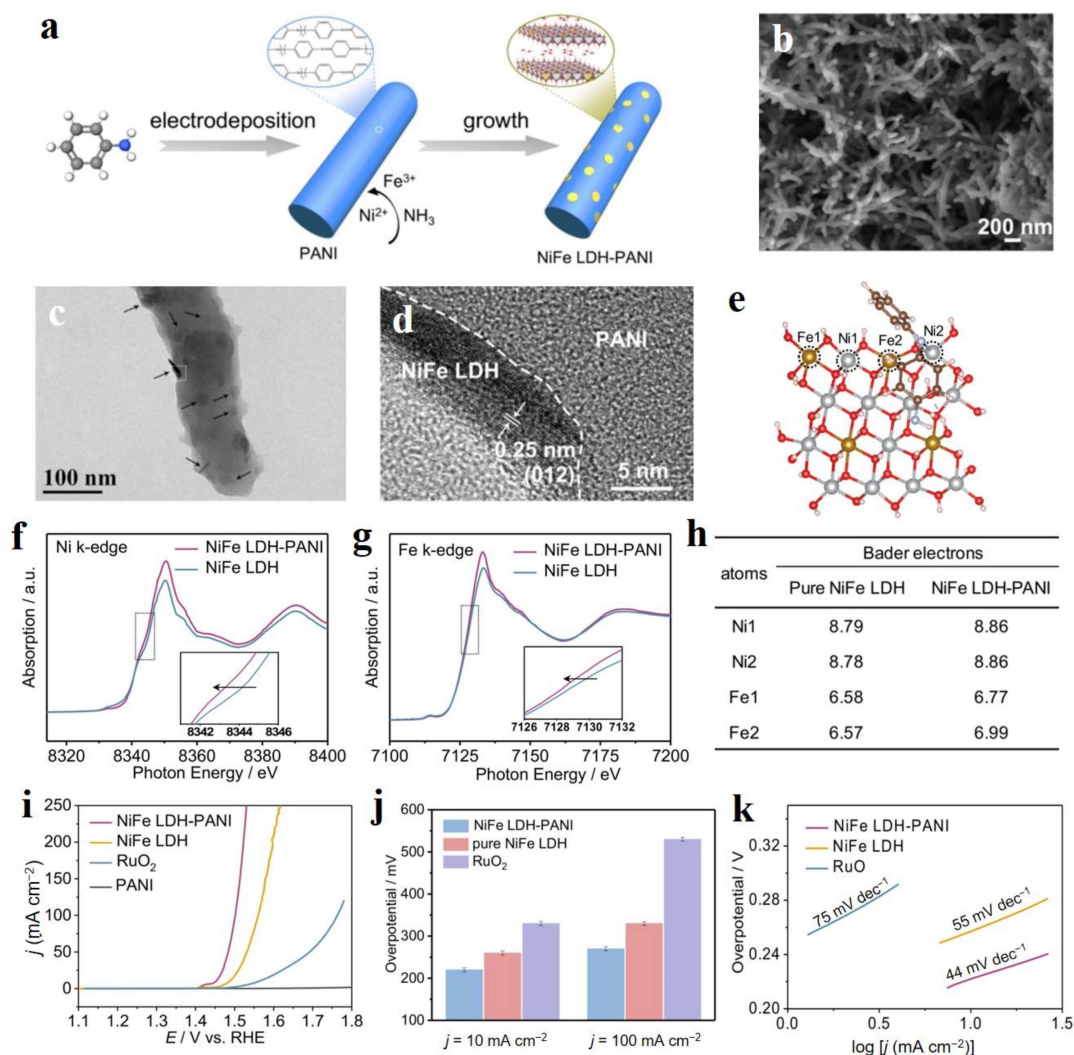 a
electrodeposition
growth
Fe³⁺
Ni²⁺
NH₃
PANI
NiFe LDH-PANI
b
200 nm
c
100 nm
d
PANI
NiFe LDH
0.25 nm
(012)
5 nm
e
Fe1
Ni1
Fe2
Ni2
f
Ni k-edge
NiFe LDH-PANI
NiFe LDH
Absorption / a.u.
8342 8344 8346
8320 8340 8360 8380 8400
Photon Energy / eV
g
Fe k-edge
NiFe LDH-PANI
NiFe LDH
Absorption / a.u.
7126 7128 7130 7132
7100 7125 7150 7175 7200
Photon Energy / eV
h
atoms
Bader electrons
Pure NiFe LDH NiFe LDH-PANI
Ni1 8.79 8.86
Ni2 8.78 8.86
Fe1 6.58 6.77
Fe2 6.57 6.99
i
NiFe LDH-PANI
NiFe LDH
RuO₂
PANI
j (mA cm⁻²)
250
200
150
100
50
0
1.1 1.2 1.3 1.4 1.5 1.6 1.7 1.8
E / V vs. RHE
j
NiFe LDH-PANI
pure NiFe LDH
RuO₂
Overpotential / mV
600
500
400
300
200
100
j = 10 mA cm⁻² j = 100 mA cm⁻²
k
NiFe LDH-PANI
NiFe LDH
RuO
Overpotential / V
0.32
0.28
0.24
0.20
75 mV dec⁻¹
55 mV dec⁻¹
44 mV dec⁻¹
0.0 0.5 1.0 1.5
log [j (mA cm⁻²)]